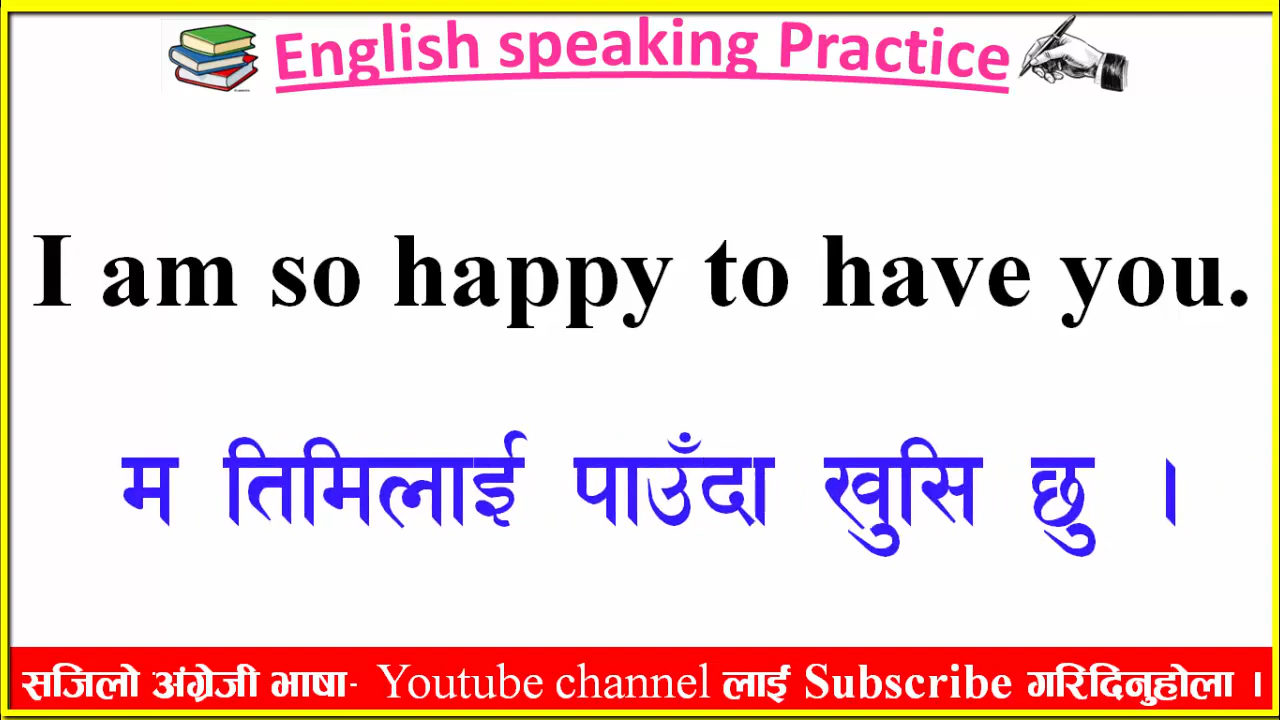 English speaking Practice
I am so happy to have you.
म तिमिलाई पाउँदा खुसि छु ।
सजिलो अंग्रेजी भाषा- Youtube channel लाई Subscribe गरिदिनुहोला ।